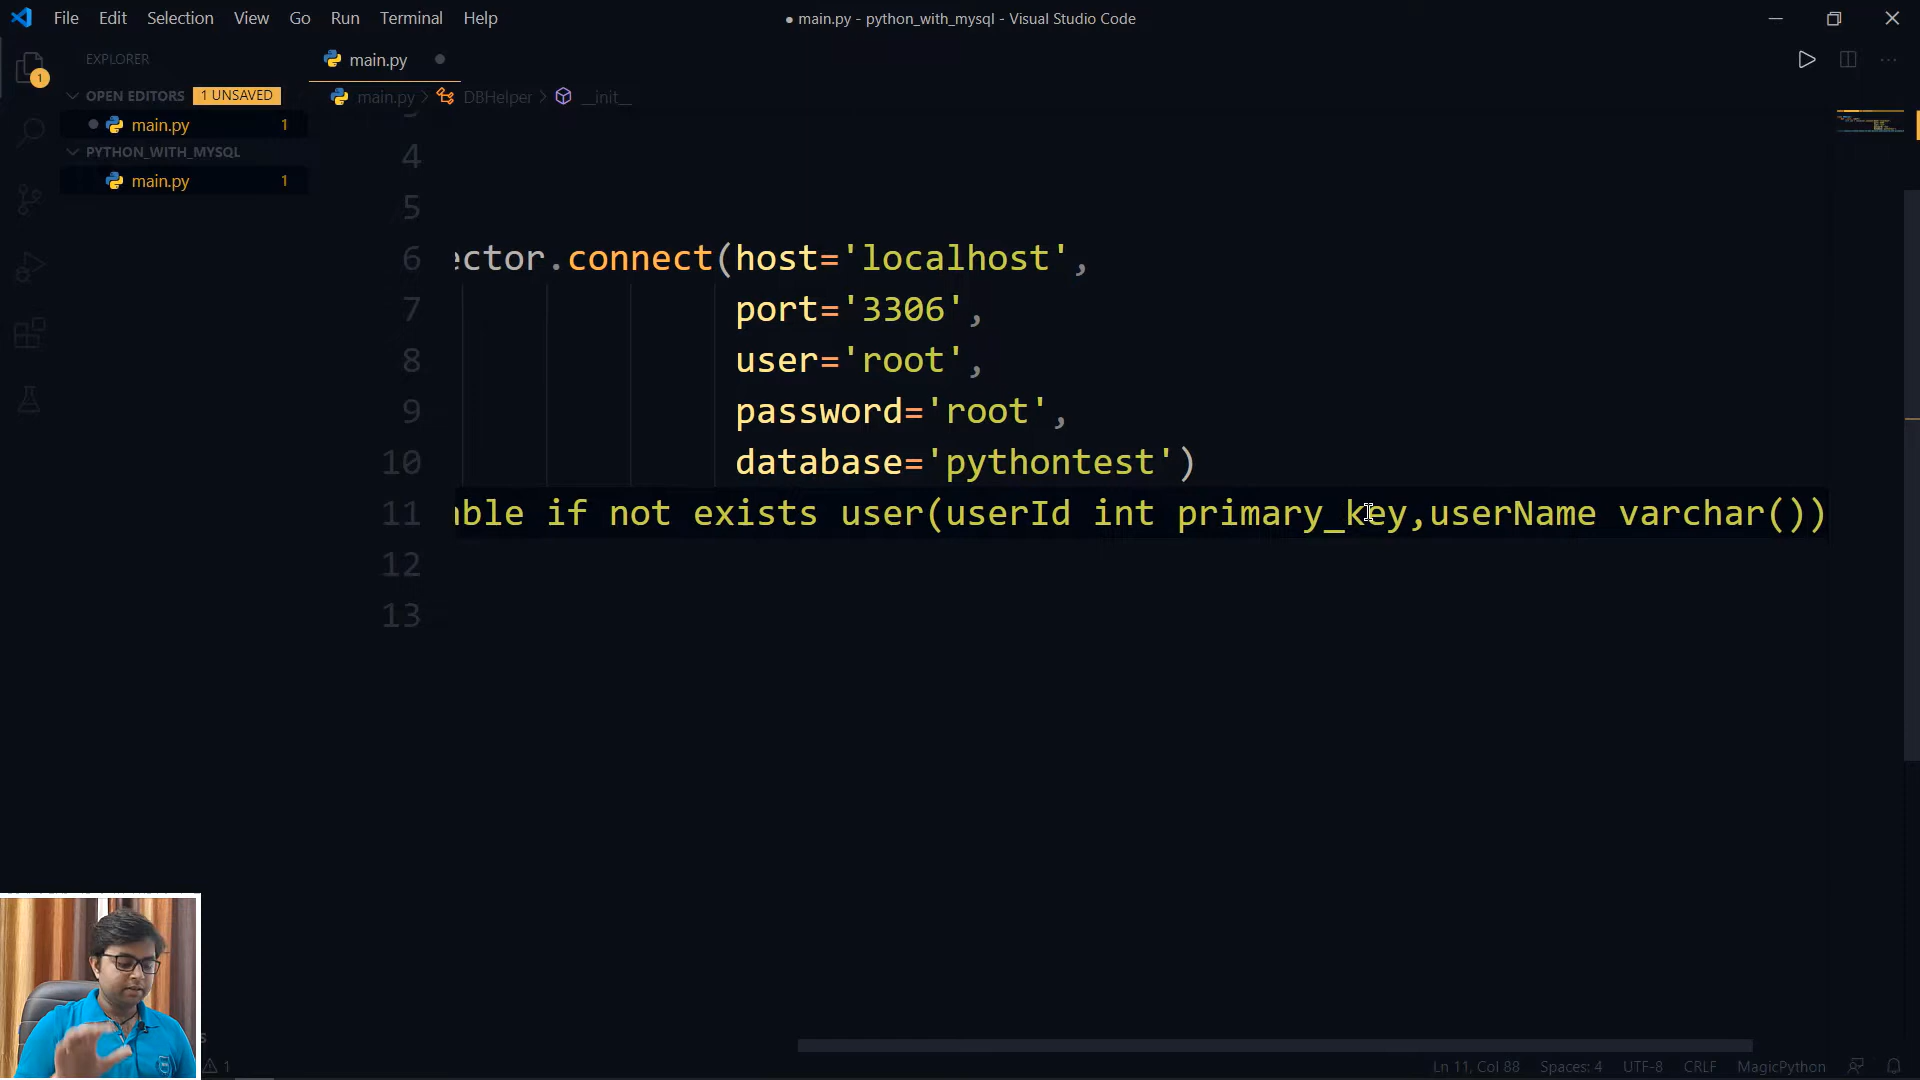 File Edit Selection View Go Run Terminal Help
● main.py - python_with_mysql - Visual Studio Code
EXPLORER
1
OPEN EDITORS 1 UNSAVED
main.py 1
PYTHON_WITH_MYSQL
main.py 1
main.py
main.py > DBHelper > __init__
4
5
6 ector.connect(host='localhost',
7 port='3306',
8 user='root',
9 password='root',
10 database='pythontest')
11 able if not exists user(userId int primary_key,userName varchar())
12
13
1
Ln 11, Col 88 Spaces: 4 UTF-8 CRLF MagicPython